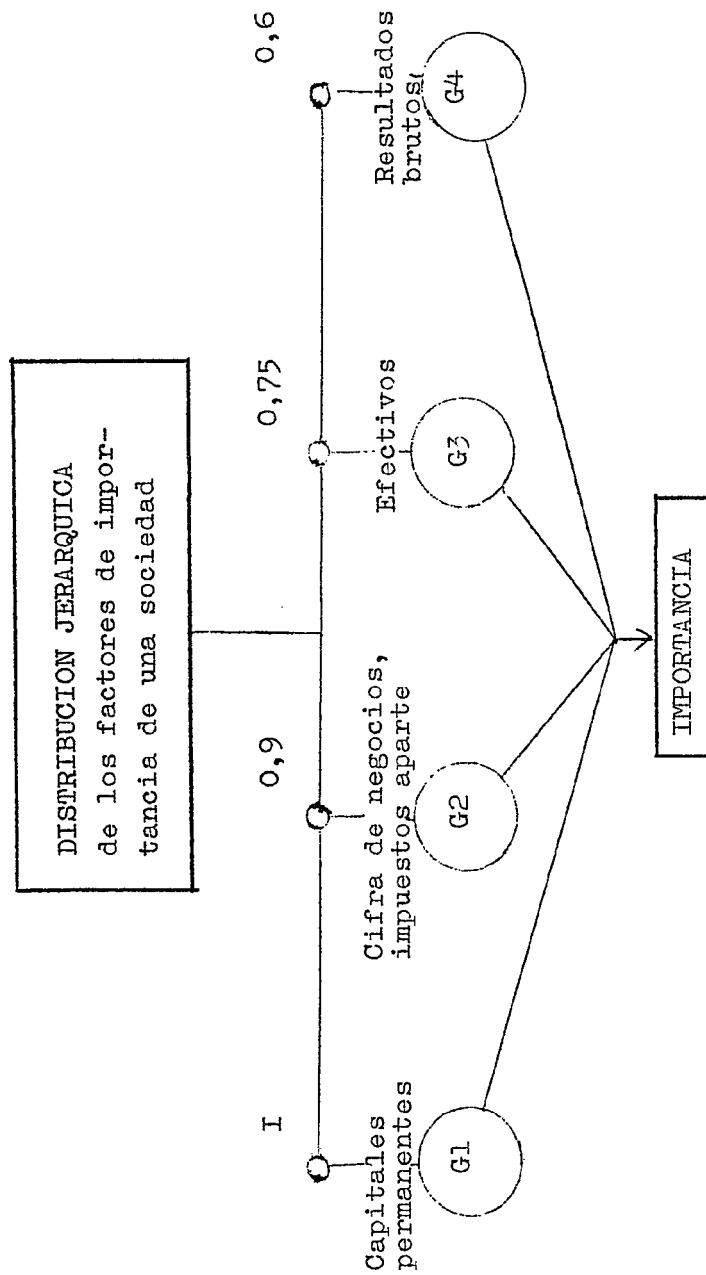 DISTRIBUCION JERARQUICA
de los factores de impor-
tancia de una sociedad
I
0,9
0,75
0,6
Capitales
permanentes
Cifra de negocios,
impuestos aparte
Efectivos
Resultados
brutos
G1
G2
G3
G4
IMPORTANCIA